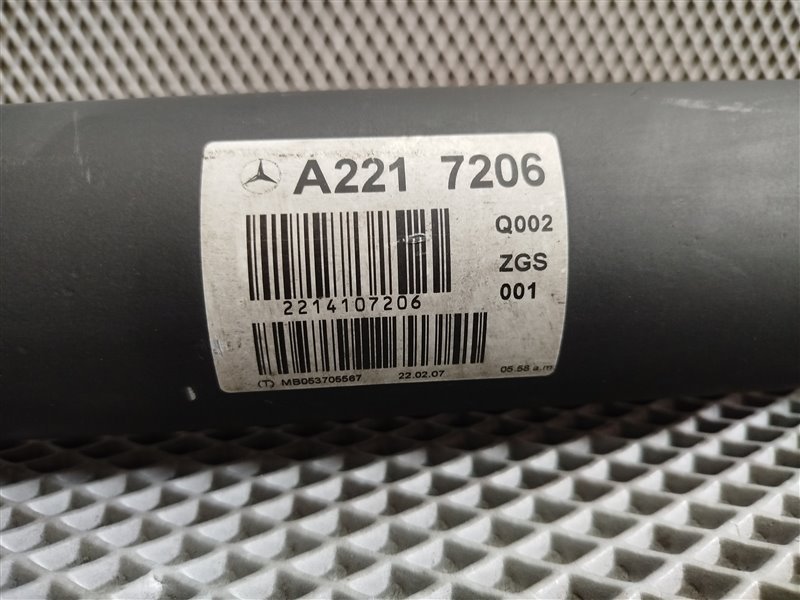 A221 7206
Q002
ZGS
001
2214107206
(T) MB053705567 22.02.07 05.58 a.m